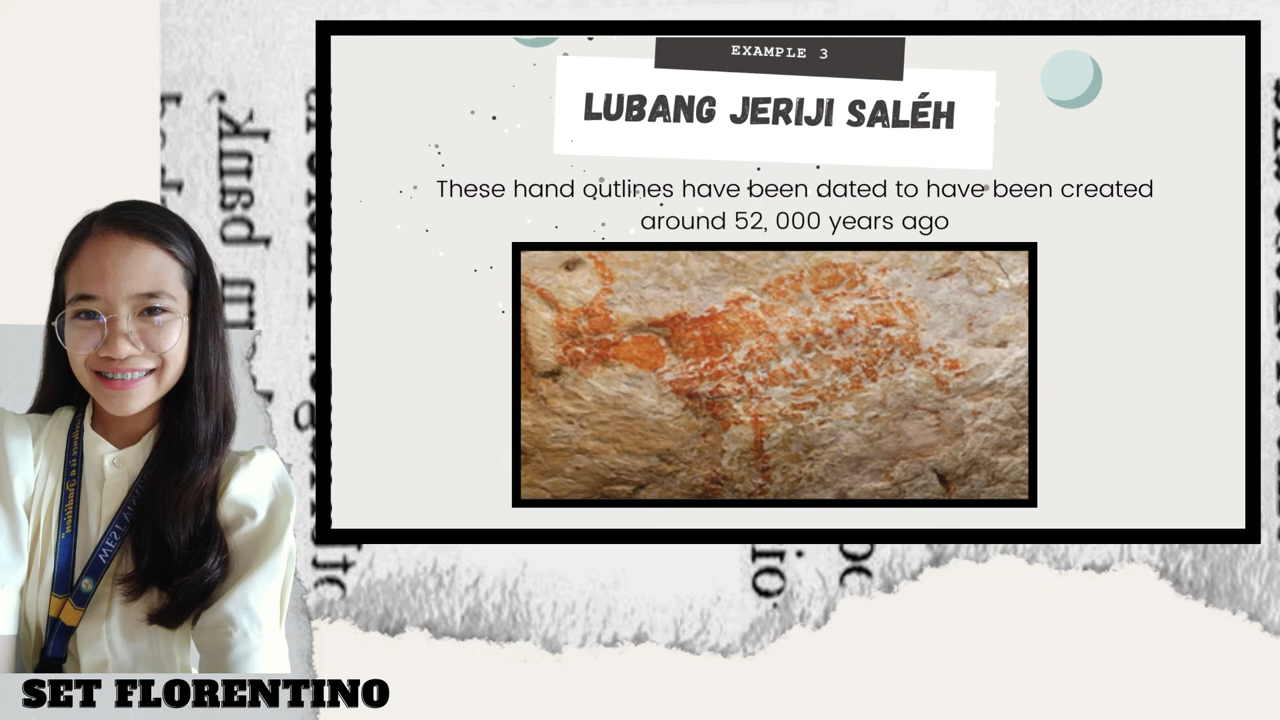 EXAMPLE 3
LUBANG JERIJI SALÉH
These hand outlines have been dated to have been created
around 52, 000 years ago
SET FLORENTINO